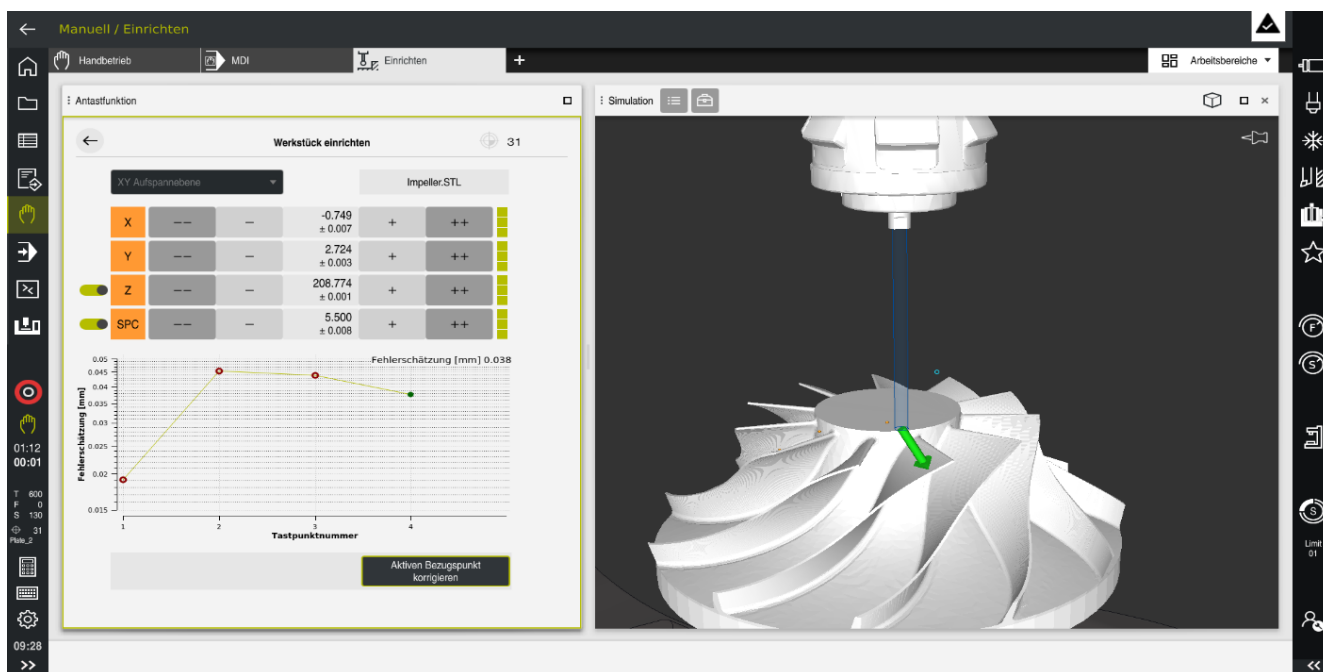 Manuell / Einrichten
Handbetrieb
MDI
Einrichten
+
Arbeitsbereiche
Antastfunktion
Werkstück einrichten
31
XY Aufspannebene
Impeller.STL
X
−−
−
-0.749
± 0.007
+
++
Y
−−
−
2.724
± 0.003
+
++
Z
−−
−
208.774
± 0.001
+
++
SPC
−−
−
5.500
± 0.008
+
++
Fehlerschätzung [mm] 0.038
Fehlerschätzung [mm]
0.05
0.045
0.04
0.03
0.025
0.02
0.015
1
2
3
4
Tastpunktnummer
Aktiven Bezugspunkt
korrigieren
Simulation
01:12
00:01
T 600
F 0
S 130
31
Plate_2
09:28
F
S
S
Limit
01